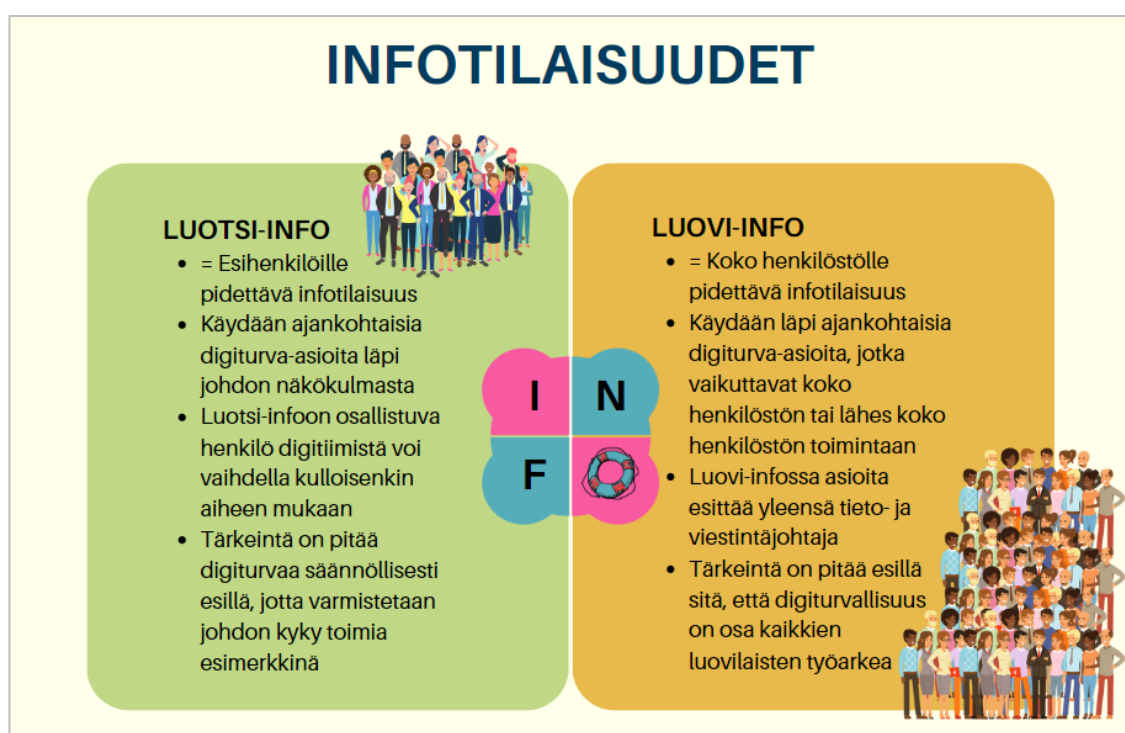 INFOTILAISUUDET
LUOTSI-INFO
• = Esihenkilöille
pidettävä infotilaisuus
• Käydään ajankohtaisia
digiturva-asioita läpi
johdon näkökulmasta
• Luotsi-infoon osallistuva
henkilö digitiimistä voi
vaihdella kulloisenkin
aiheen mukaan
• Tärkeintä on pitää
digiturvaa säännöllisesti
esillä, jotta varmistetaan
johdon kyky toimia
esimerkkinä
I N
F
LUOVI-INFO
• = Koko henkilöstölle
pidettävä infotilaisuus
• Käydään läpi ajankohtaisia
digiturva-asioita, jotka
vaikuttavat koko
henkilöstön tai lähes koko
henkilöstön toimintaan
• Luovi-infossa asioita
esittää yleensä tieto- ja
viestintäjohtaja
• Tärkeintä on pitää esillä
sitä, että digiturvallisuus
on osa kaikkien
luovilaisten työarkea